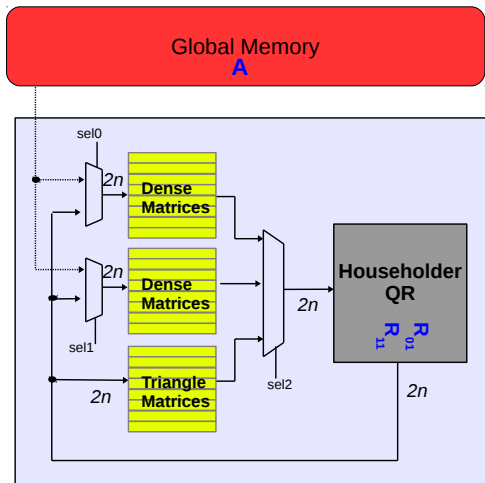 Global Memory
A
sel0
2n
Dense
Matrices
2n
Dense
Matrices
sel1
2n
Triangle
Matrices
sel2
2n
Householder
QR
R11 R01
2n